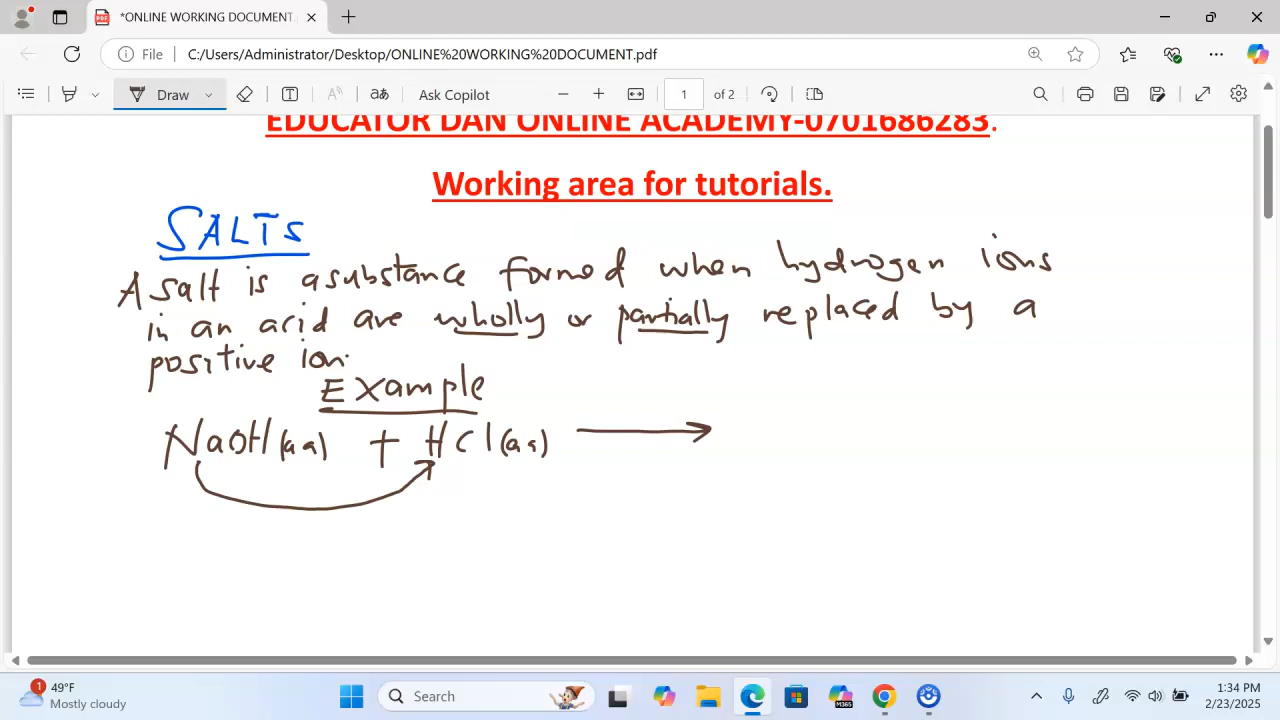 *ONLINE WORKING DOCUMENT.
File C:/Users/Administrator/Desktop/ONLINE%20WORKING%20DOCUMENT.pdf
Draw Ask Copilot 1 of 2
EDUCATOR DAN ONLINE ACADEMY-0701686283.
Working area for tutorials.
SALTS
A salt is a substance formed when hydrogen ions
in an acid are wholly or partially replaced by a
positive ion.
Example
NaOH(aq) + HCl(aq) →
1 49°F
Mostly cloudy
Search
M365
1:34 PM
2/23/2025